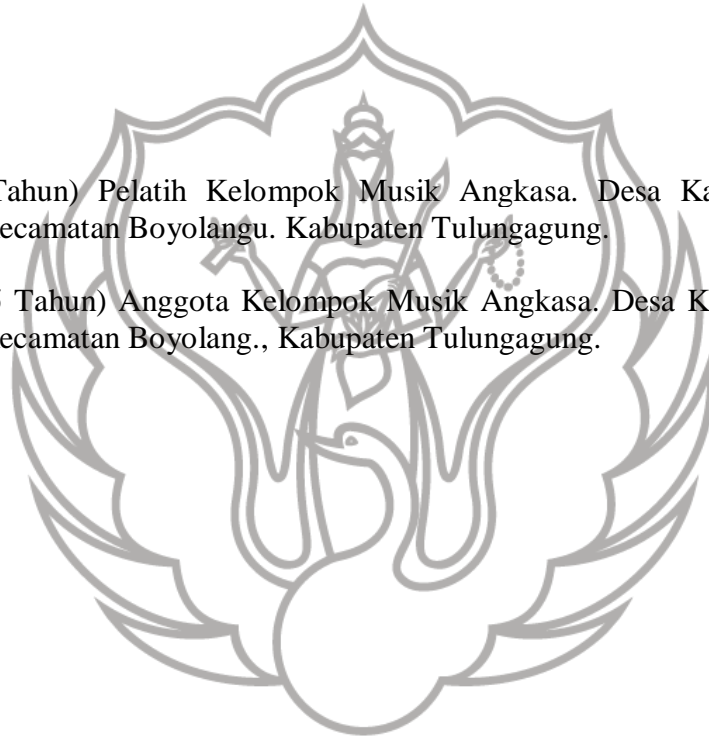 Tahun) Pelatih Kelompok Musik Angkasa. Desa
ecamatan Boyolangu. Kabupaten Tulungagung.
Tahun) Anggota Kelompok Musik Angkasa. Desa
ecamatan Boyolang., Kabupaten Tulungagung.